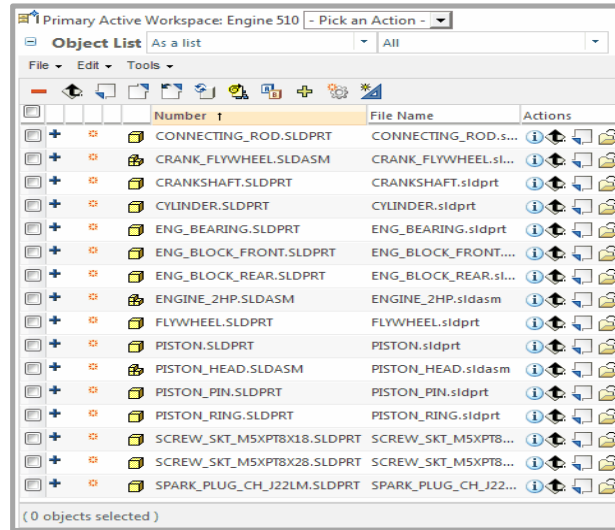 Primary Active Workspace: Engine 510 - Pick an Action -
Object List As a list All
File Edit Tools
Number File Name Actions
CONNECTING_ROD.SLDPRT CONNECTING_ROD.s...
CRANK_FLYWHEEL.SLDASM CRANK_FLYWHEEL.sl...
CRANKSHAFT.SLDPRT CRANKSHAFT.sldprt
CYLINDER.SLDPRT CYLINDER.sldprt
ENG_BEARING.SLDPRT ENG_BEARING.sldprt
ENG_BLOCK_FRONT.SLDPRT ENG_BLOCK_FRONT....
ENG_BLOCK_REAR.SLDPRT ENG_BLOCK_REAR.sl...
ENGINE_2HP.SLDASM ENGINE_2HP.sldasm
FLYWHEEL.SLDPRT FLYWHEEL.sldprt
PISTON.SLDPRT PISTON.sldprt
PISTON_HEAD.SLDASM PISTON_HEAD.sldasm
PISTON_PIN.SLDPRT PISTON_PIN.sldprt
PISTON_RING.SLDPRT PISTON_RING.sldprt
SCREW_SKT_M5XPT8X18.SLDPRT SCREW_SKT_M5XPT8...
SCREW_SKT_M5XPT8X28.SLDPRT SCREW_SKT_M5XPT8...
SPARK_PLUG_CH_J22LM.SLDPRT SPARK_PLUG_CH_J22...
( 0 objects selected )